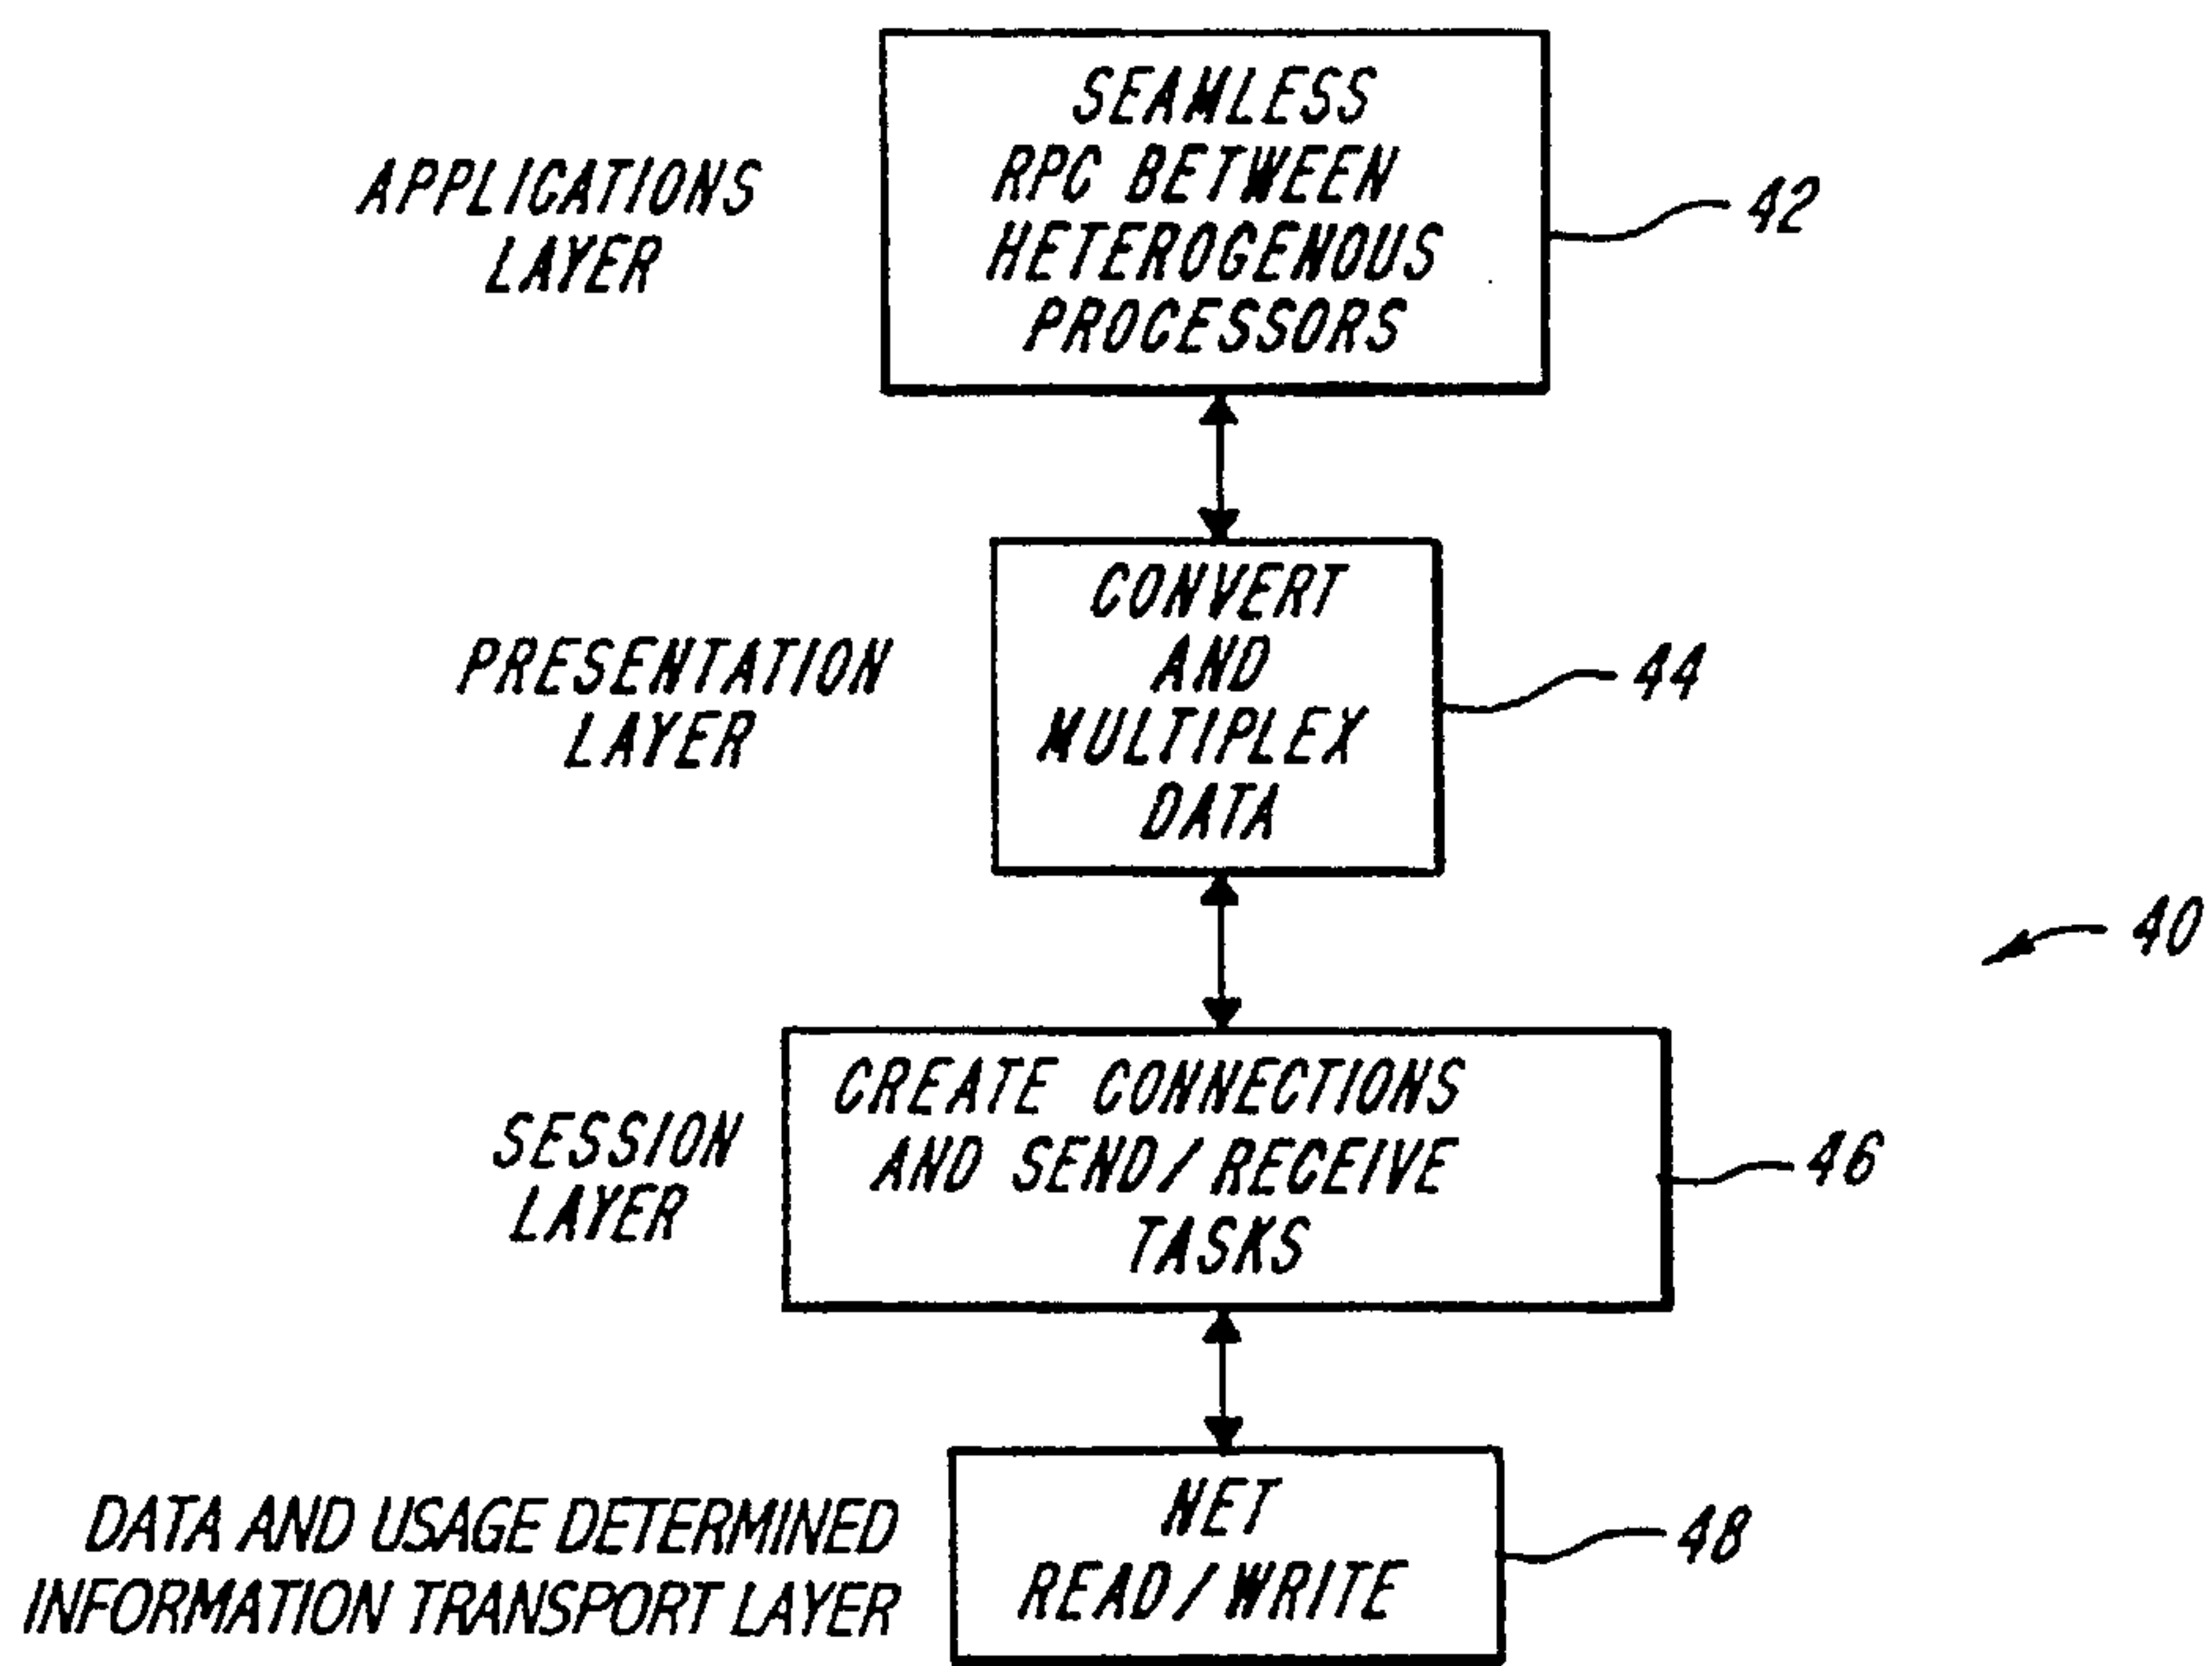 SEAMLESS
RPC BETWEEN
HETEROGENOUS
PROCESSORS
APPLICATIONS
LAYER
42
CONVERT
AND
MULTIPLEX
DATA
PRESENTATION
LAYER
44
40
CREATE CONNECTIONS
AND SEND/RECEIVE
TASKS
SESSION
LAYER
46
NET
READ/WRITE
DATA AND USAGE DETERMINED
INFORMATION TRANSPORT LAYER
48